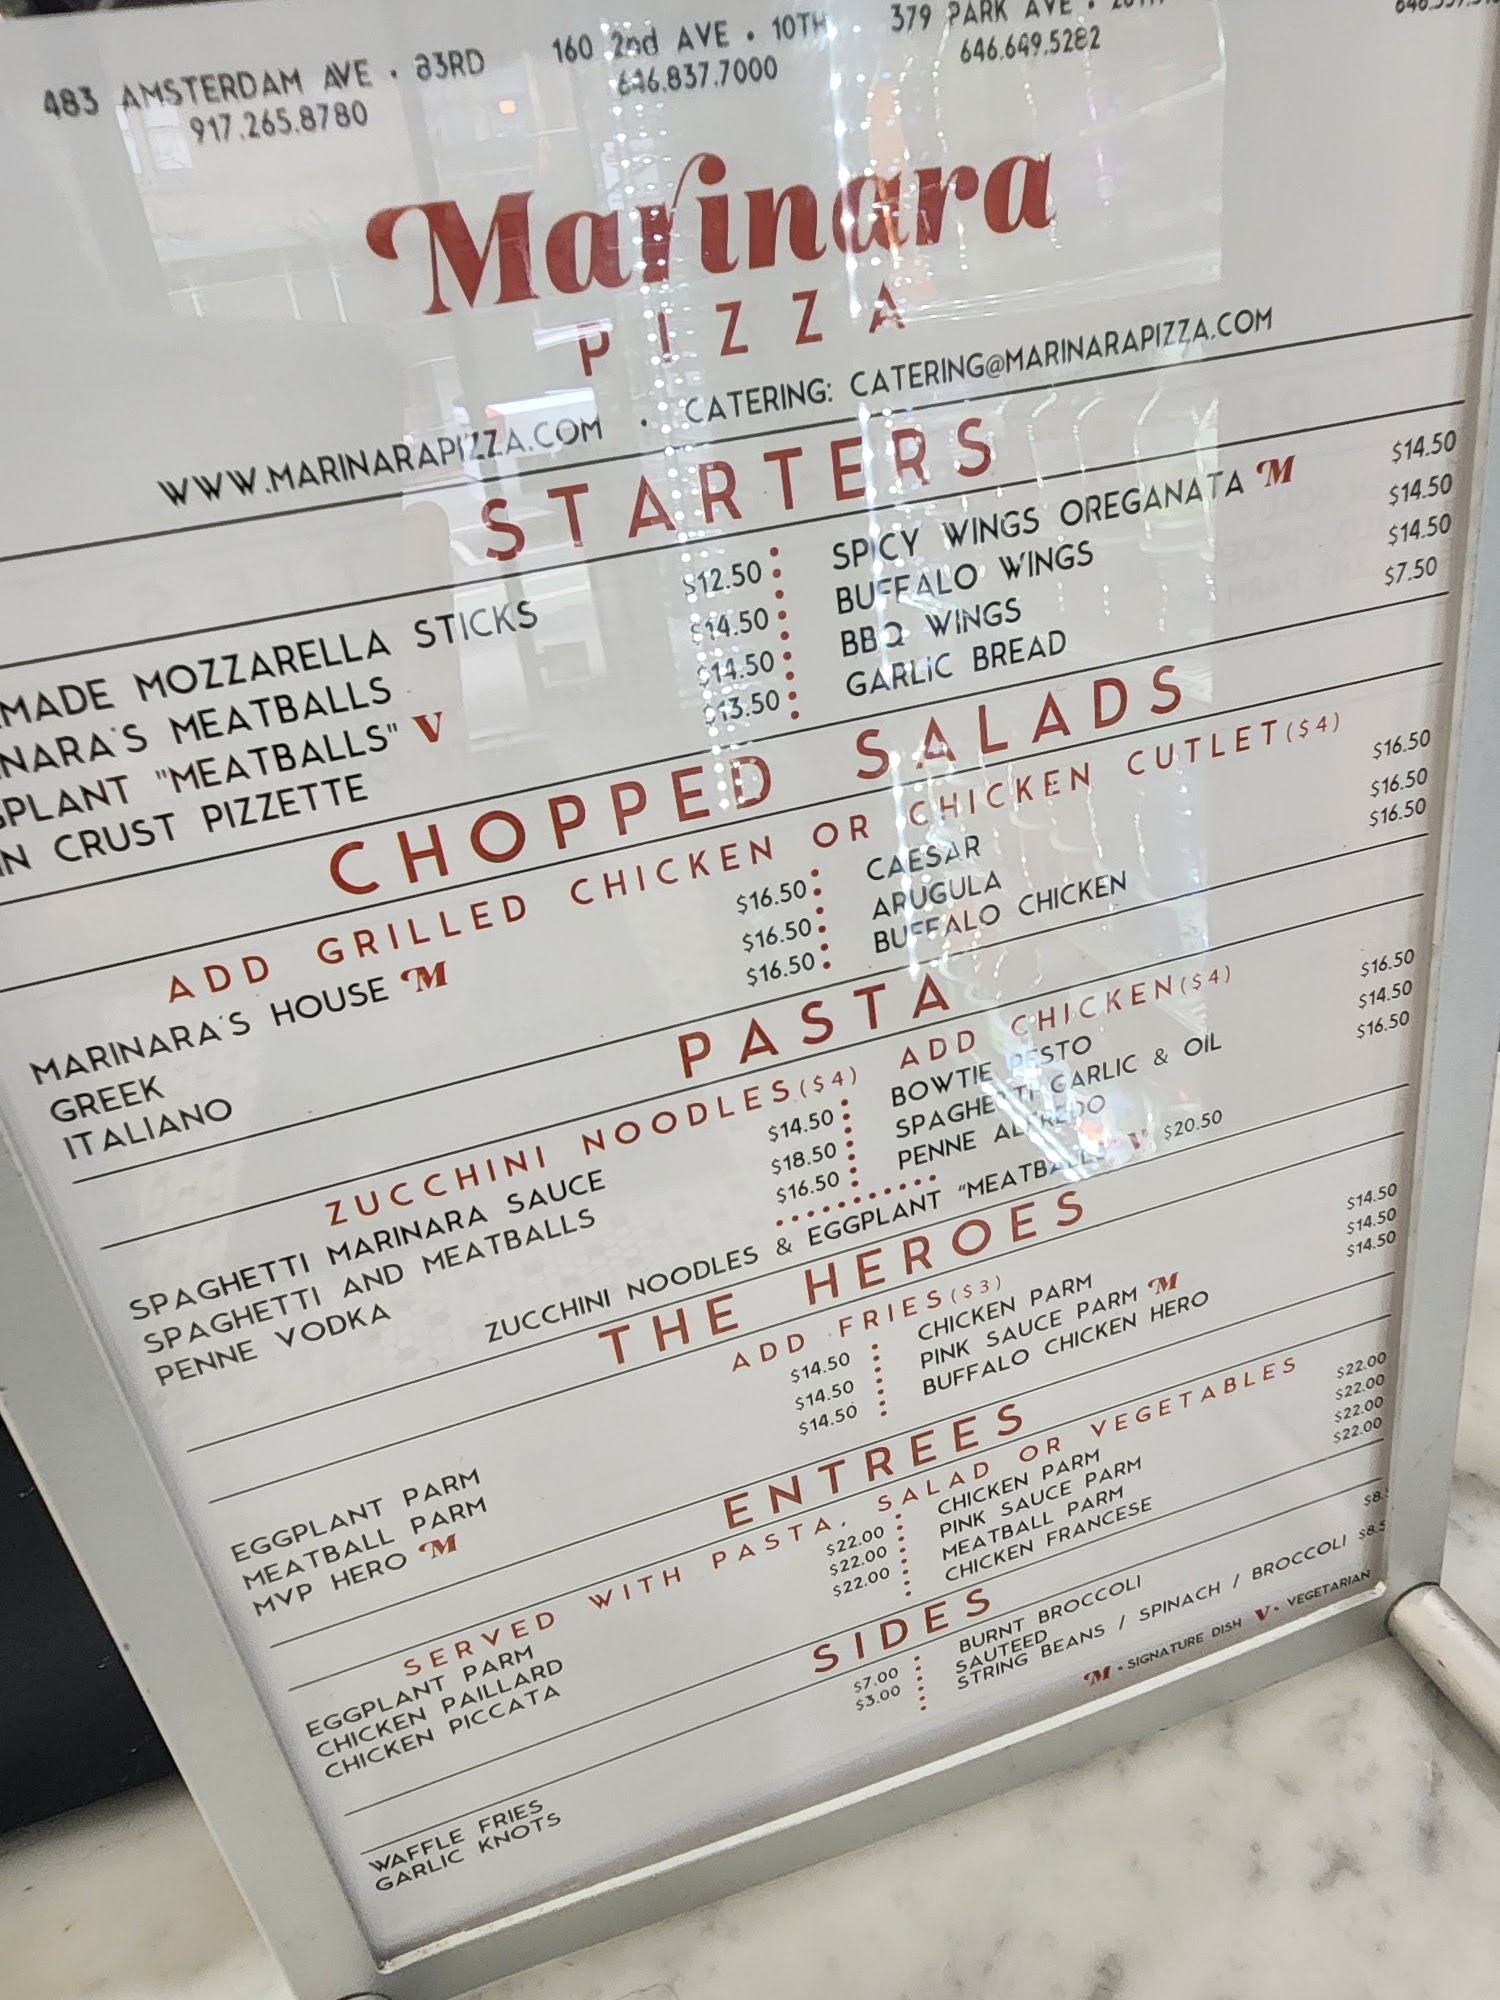 483 AMSTERDAM AVE • 83RD
917.265.8780
160 2nd AVE • 10TH
646.837.7000
379 PARK AVE •
646.649.5282
Marinara
PIZZA
WWW.MARINARAPIZZA.COM • CATERING: CATERING@MARINARAPIZZA.COM
STARTERS
MADE MOZZARELLA STICKS $12.50
NARA'S MEATBALLS $14.50
PLANT "MEATBALLS" V $14.50
CRUST PIZZETTE $13.50
SPICY WINGS OREGANATA M $14.50
BUFFALO WINGS $14.50
BBQ WINGS $14.50
GARLIC BREAD $7.50
CHOPPED SALADS
ADD GRILLED CHICKEN OR CHICKEN CUTLET($4)
MARINARA'S HOUSE M $16.50
GREEK $16.50
ITALIANO $16.50
CAESAR $16.50
ARUGULA $16.50
BUFFALO CHICKEN $16.50
PASTA
ZUCCHINI NOODLES($4) ADD CHICKEN($4)
SPAGHETTI MARINARA SAUCE $14.50
SPAGHETTI AND MEATBALLS $18.50
PENNE VODKA $16.50
BOWTIE PESTO $16.50
SPAGHETTI GARLIC & OIL $14.50
PENNE ALFREDO $16.50
ZUCCHINI NOODLES & EGGPLANT "MEATBALLS" V $20.50
THE HEROES
ADD FRIES($3)
EGGPLANT PARM $14.50
MEATBALL PARM $14.50
MVP HERO M $14.50
CHICKEN PARM $14.50
PINK SAUCE PARM M $14.50
BUFFALO CHICKEN HERO $14.50
ENTREES
SERVED WITH PASTA, SALAD OR VEGETABLES
EGGPLANT PARM $22.00
CHICKEN PAILLARD $22.00
CHICKEN PICCATA $22.00
CHICKEN PARM $22.00
PINK SAUCE PARM $22.00
MEATBALL PARM $22.00
CHICKEN FRANCESE $22.00
SIDES
WAFFLE FRIES $7.00
GARLIC KNOTS $3.00
BURNT BROCCOLI
SAUTEED
STRING BEANS / SPINACH / BROCCOLI
M • SIGNATURE DISH V • VEGETARIAN